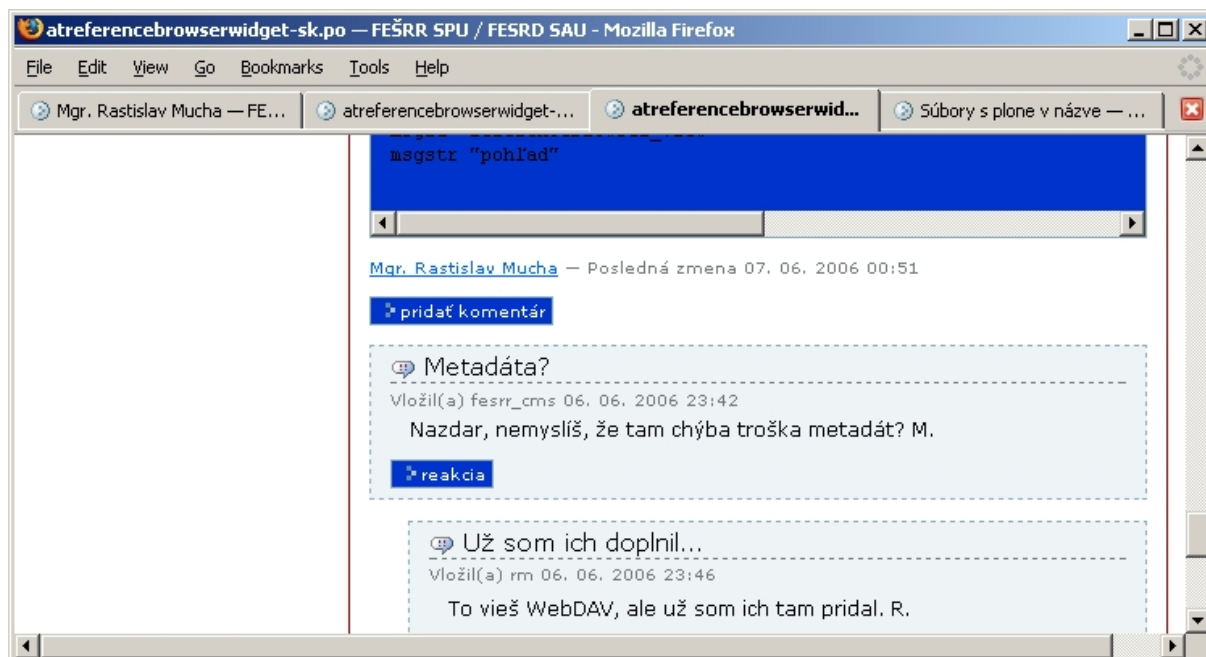 atreferencebrowserwidget-sk.po — FEŠRR SPU / FESRD SAU - Mozilla Firefox
File Edit View Go Bookmarks Tools Help
Mgr. Rastislav Mucha — FE... atreferencebrowserwidget-... atreferencebrowserwid... Súbory s plone v názve — ...
msgstr "pohľad"
Mgr. Rastislav Mucha — Posledná zmena 07. 06. 2006 00:51
pridať komentár
Metadáta?
Vložil(a) fesrr_cms 06. 06. 2006 23:42
Nazdar, nemyslíš, že tam chýba troška metadát? M.
reakcia
Už som ich doplnil...
Vložil(a) rm 06. 06. 2006 23:46
To vieš WebDAV, ale už som ich tam pridal. R.